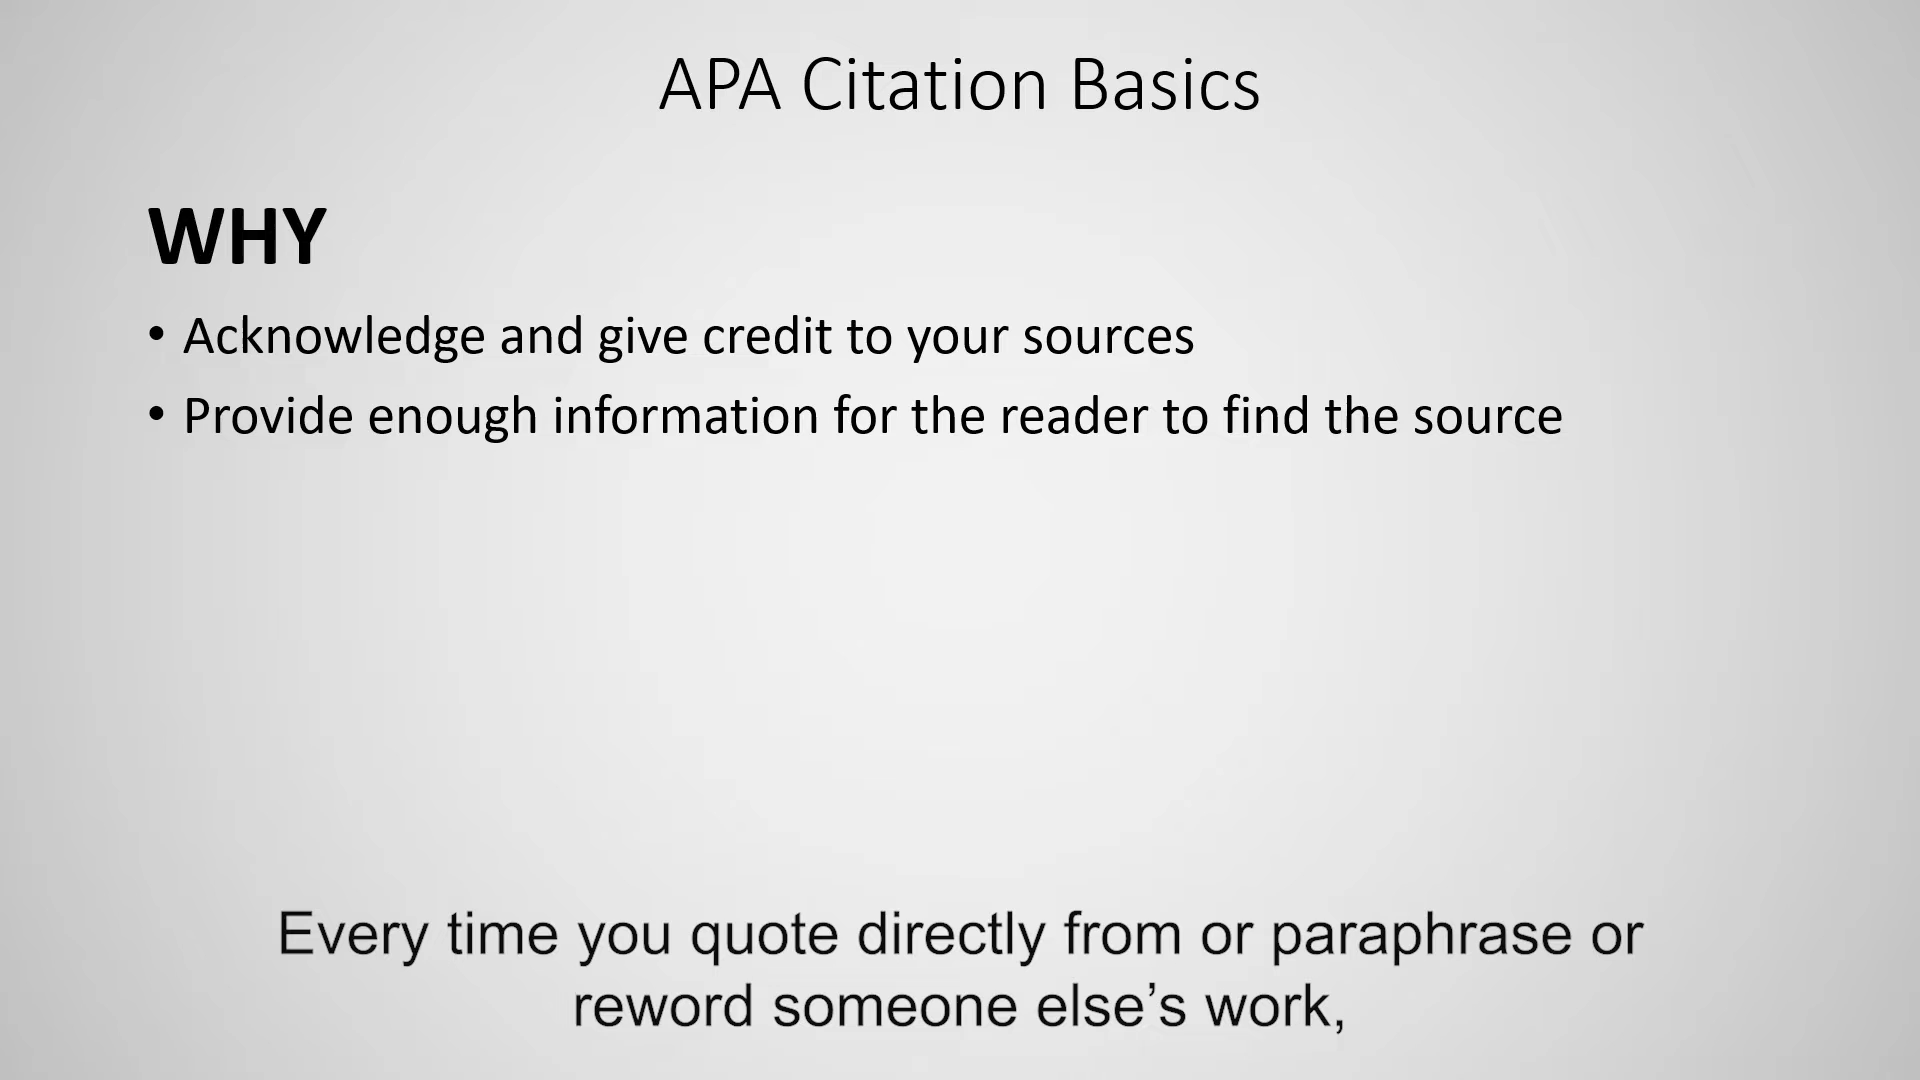 APA Citation Basics
WHY
• Acknowledge and give credit to your sources
• Provide enough information for the reader to find the source
Every time you quote directly from or paraphrase or
reword someone else’s work,